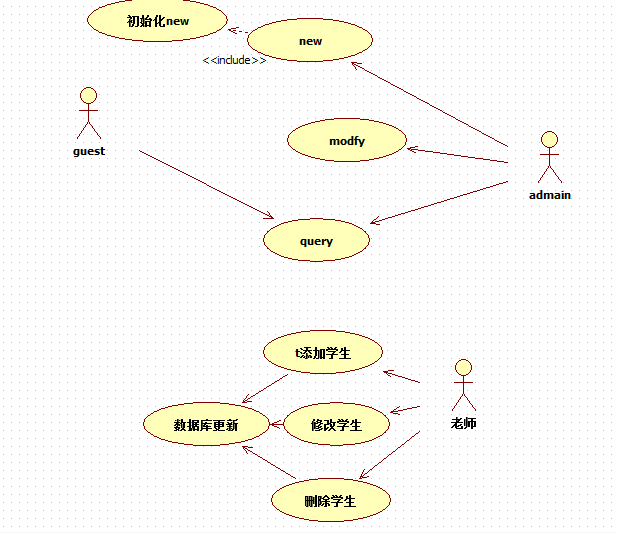 初始化new
new
<<include>>
guest
modfy
admain
query
t添加学生
数据库更新
修改学生
老师
删除学生